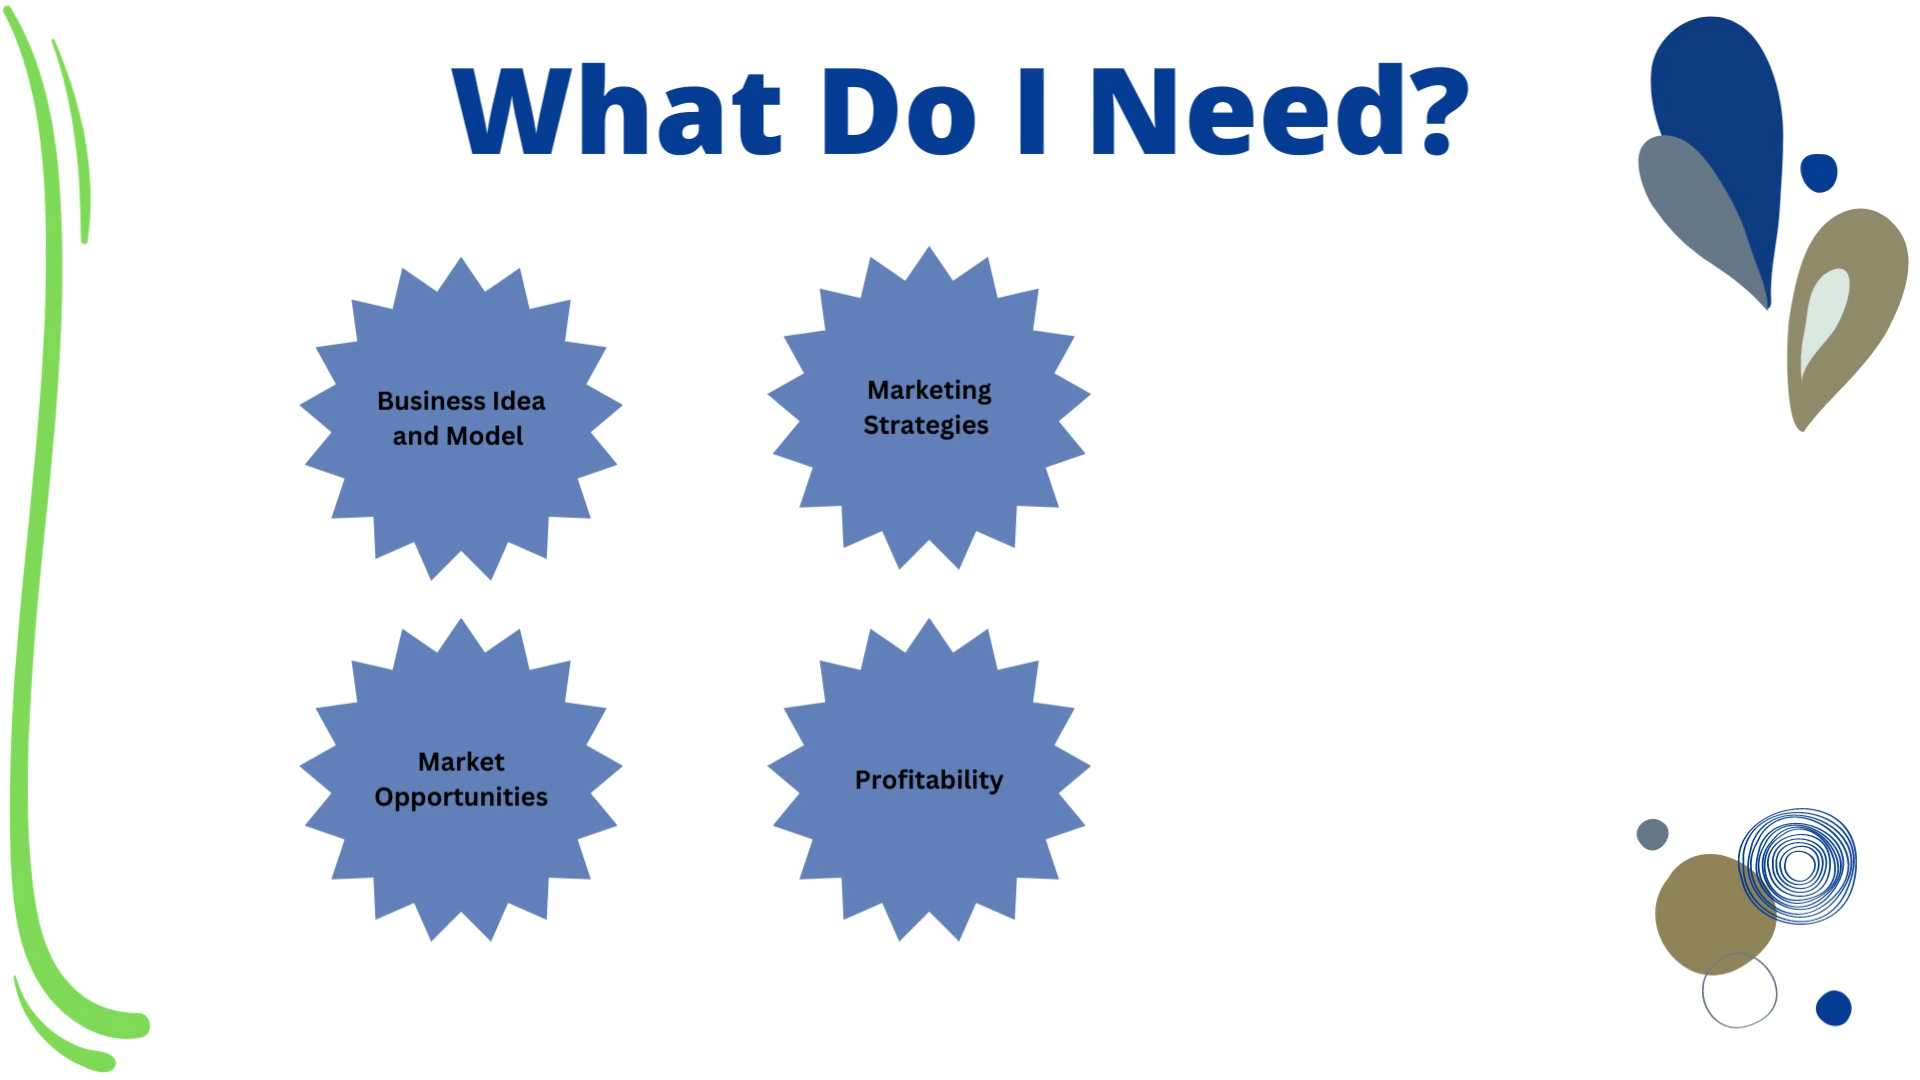 What Do I Need?
Business Idea
and Model
Marketing
Strategies
Market
Opportunities
Profitability